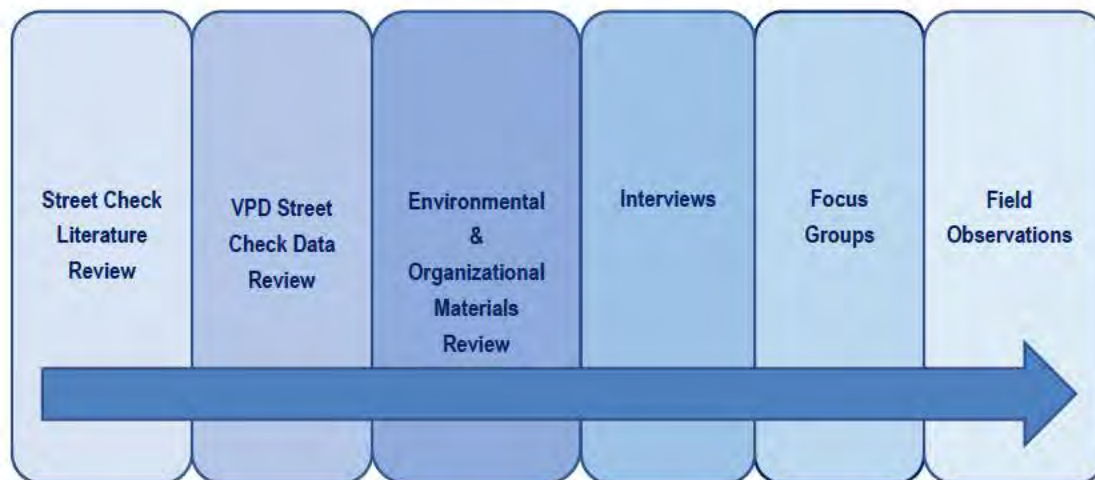 Street Check
Literature
Review
VPD Street
Check Data
Review
Environmental
&
Organizational
Materials
Review
Interviews
Focus
Groups
Field
Observations